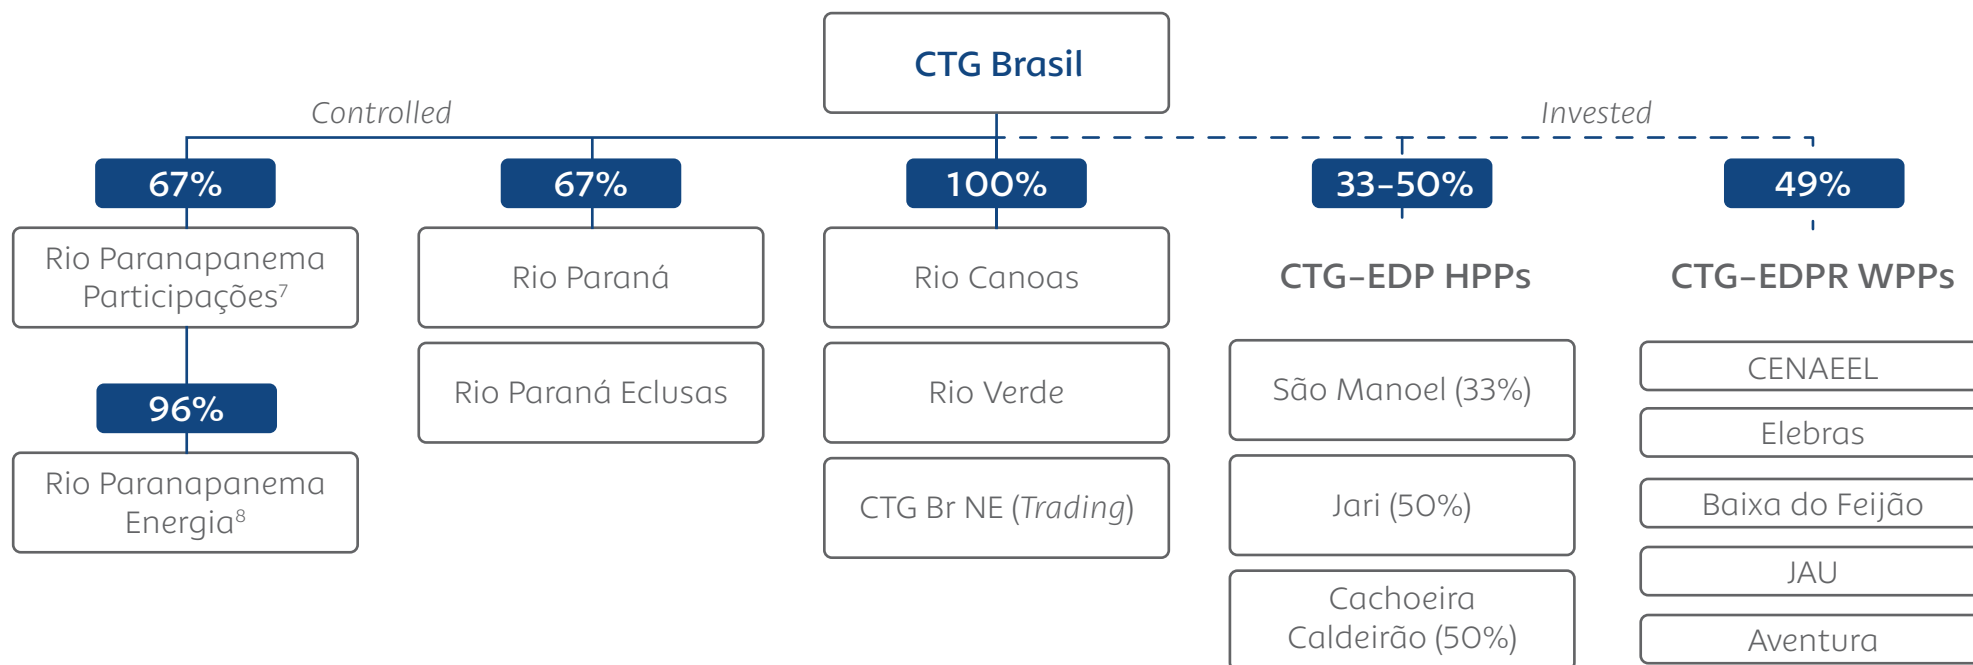 CTG Brasil
Controlled
Invested
67%
67%
100%
33-50%
49%
Rio Paranapanema
Participações⁷
Rio Paraná
Rio Canoas
CTG-EDP HPPs
CTG-EDPR WPPs
Rio Paraná Eclusas
Rio Verde
São Manoel (33%)
CENAEEL
96%
Elebras
Rio Paranapanema
Energia⁸
CTG Br NE (Trading)
Jari (50%)
Baixa do Feijão
JAU
Cachoeira
Caldeirão (50%)
Aventura